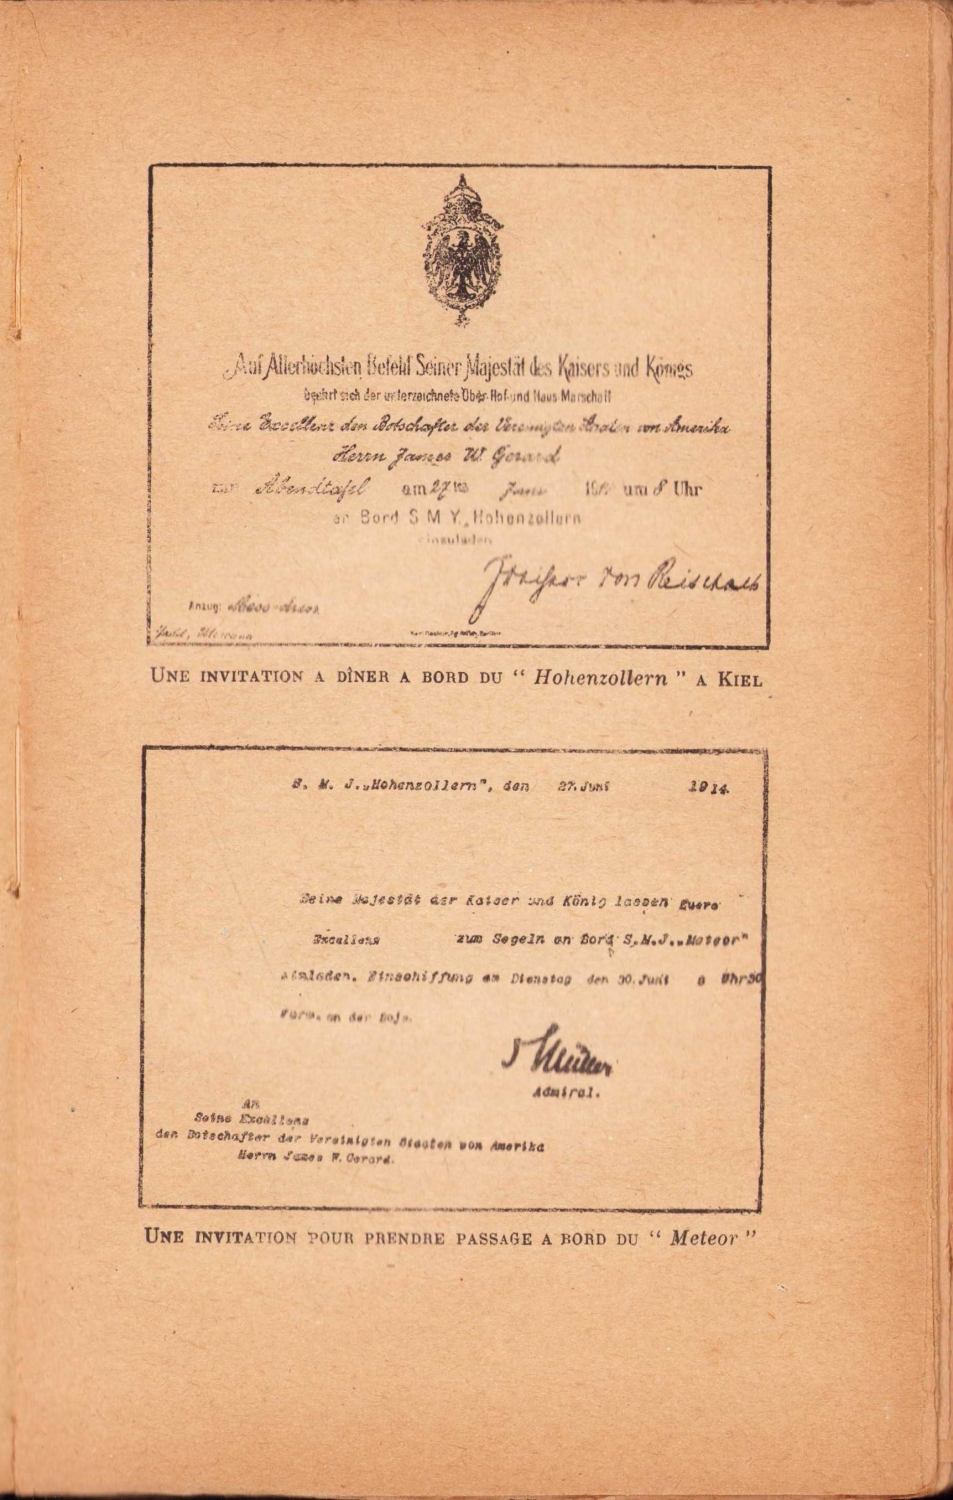 Auf Allerhöchsten Befehl Seiner Majestät des Kaisers und Königs
beehrt sich der unterzeichnete Ober-Hof und Haus-Marschall
Seine Excellenz den Botschafter der Vereinigten Staaten von Amerika
Herrn James W. Gerard
zur Abendtafel am 27ten Juni um 8 Uhr
an Bord S M Y „Hohenzollern
einzuladen
von Reischach
Anzug: Mess-dress
UNE INVITATION A DÎNER A BORD DU “ Hohenzollern ” A KIEL
S. M. J. „Hohenzollern”, den 27. Juni 1914.
Seine Majestät der Kaiser und König lassen Euere
Excellenz zum Segeln an Bord S.M.J. „Meteor”
einladen. Einschiffung am Dienstag den 30. Juni 8 Uhr 30
Vorm. an der Boje.
Müller
Admiral.
An
Seine Excellenz
den Botschafter der Vereinigten Staaten von Amerika
Herrn James W. Gerard.
UNE INVITATION POUR PRENDRE PASSAGE A BORD DU “ Meteor ”